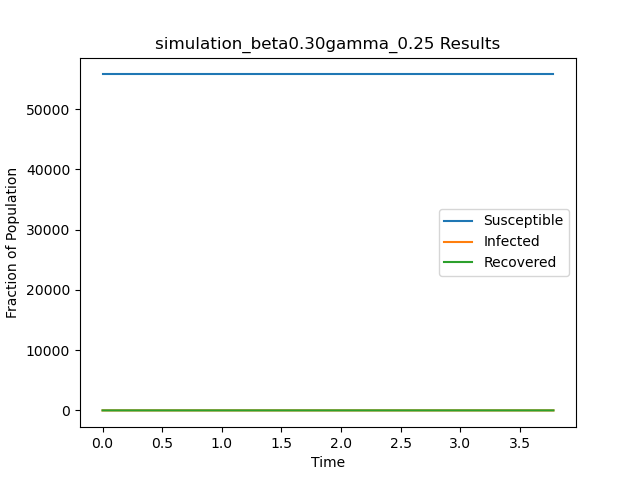 simulation_beta0.30gamma_0.25 Results
Fraction of Population
50000
40000
30000
20000
10000
0
Susceptible
Infected
Recovered
0.0 0.5 1.0 1.5 2.0 2.5 3.0 3.5
Time